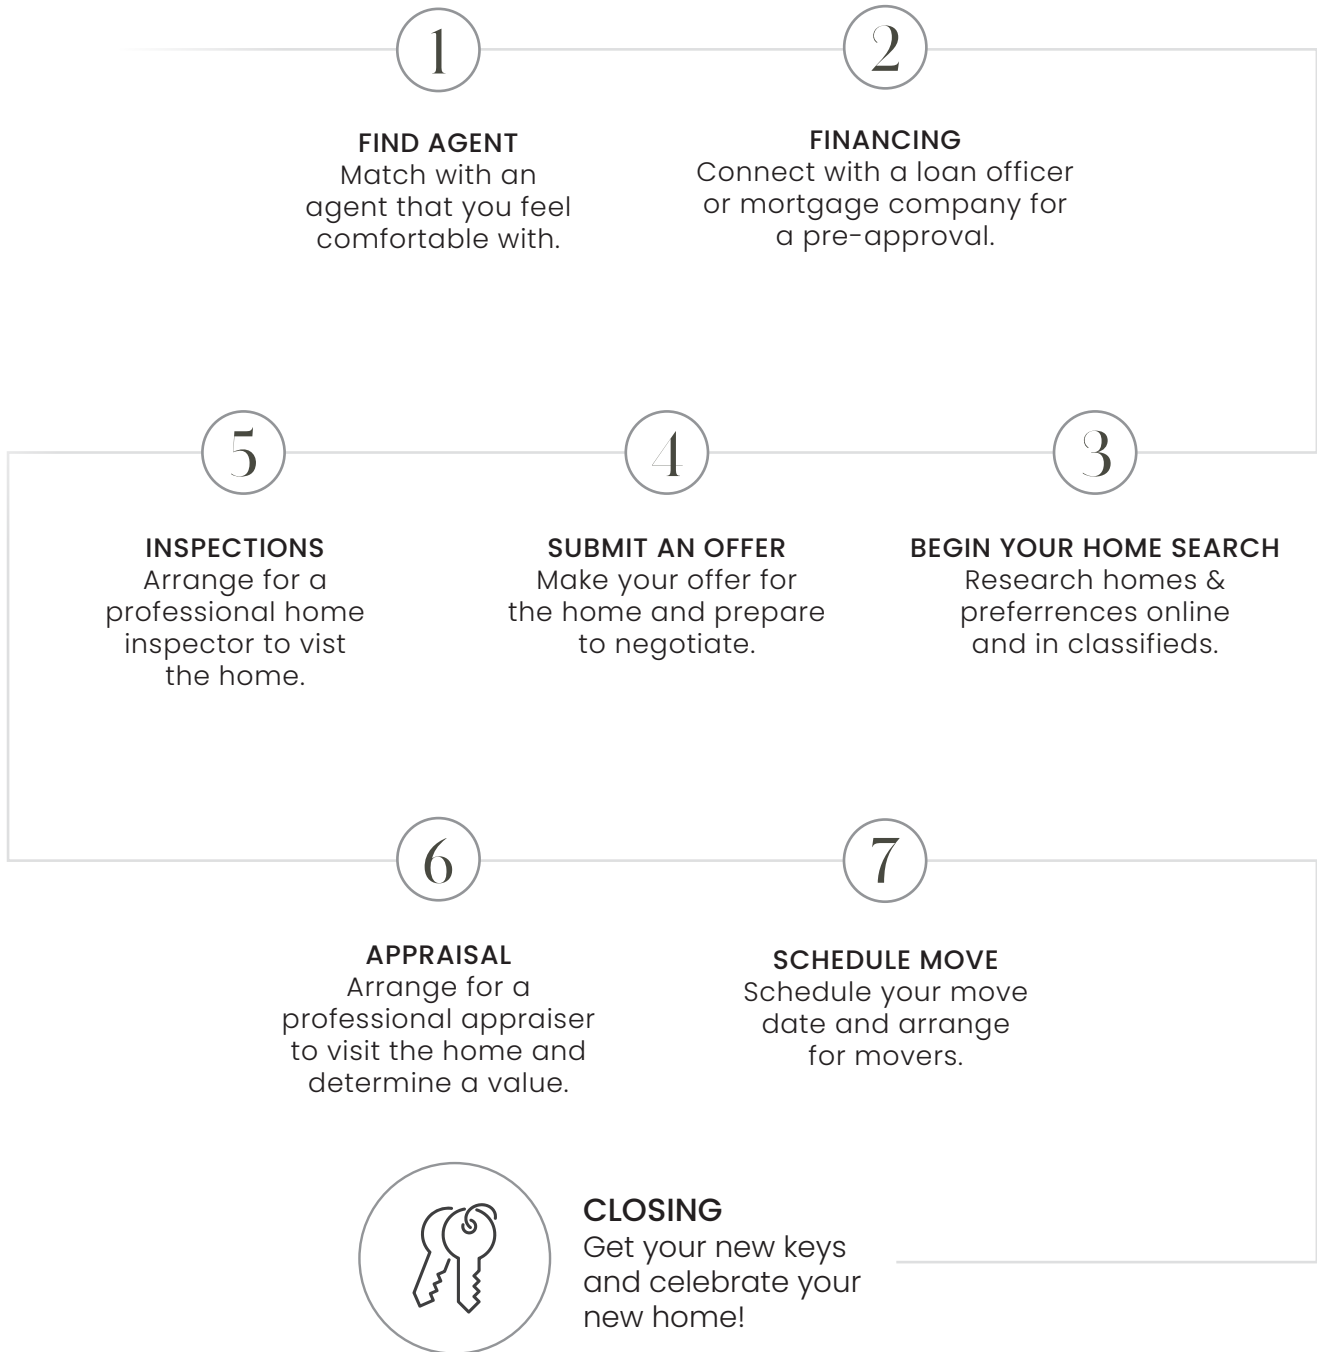 1
FIND AGENT
Match with an
agent that you feel
comfortable with.
2
FINANCING
Connect with a loan officer
or mortgage company for
a pre-approval.
3
BEGIN YOUR HOME SEARCH
Research homes &
preferrences online
and in classifieds.
4
SUBMIT AN OFFER
Make your offer for
the home and prepare
to negotiate.
5
INSPECTIONS
Arrange for a
professional home
inspector to vist
the home.
6
APPRAISAL
Arrange for a
professional appraiser
to visit the home and
determine a value.
7
SCHEDULE MOVE
Schedule your move
date and arrange
for movers.
CLOSING
Get your new keys
and celebrate your
new home!